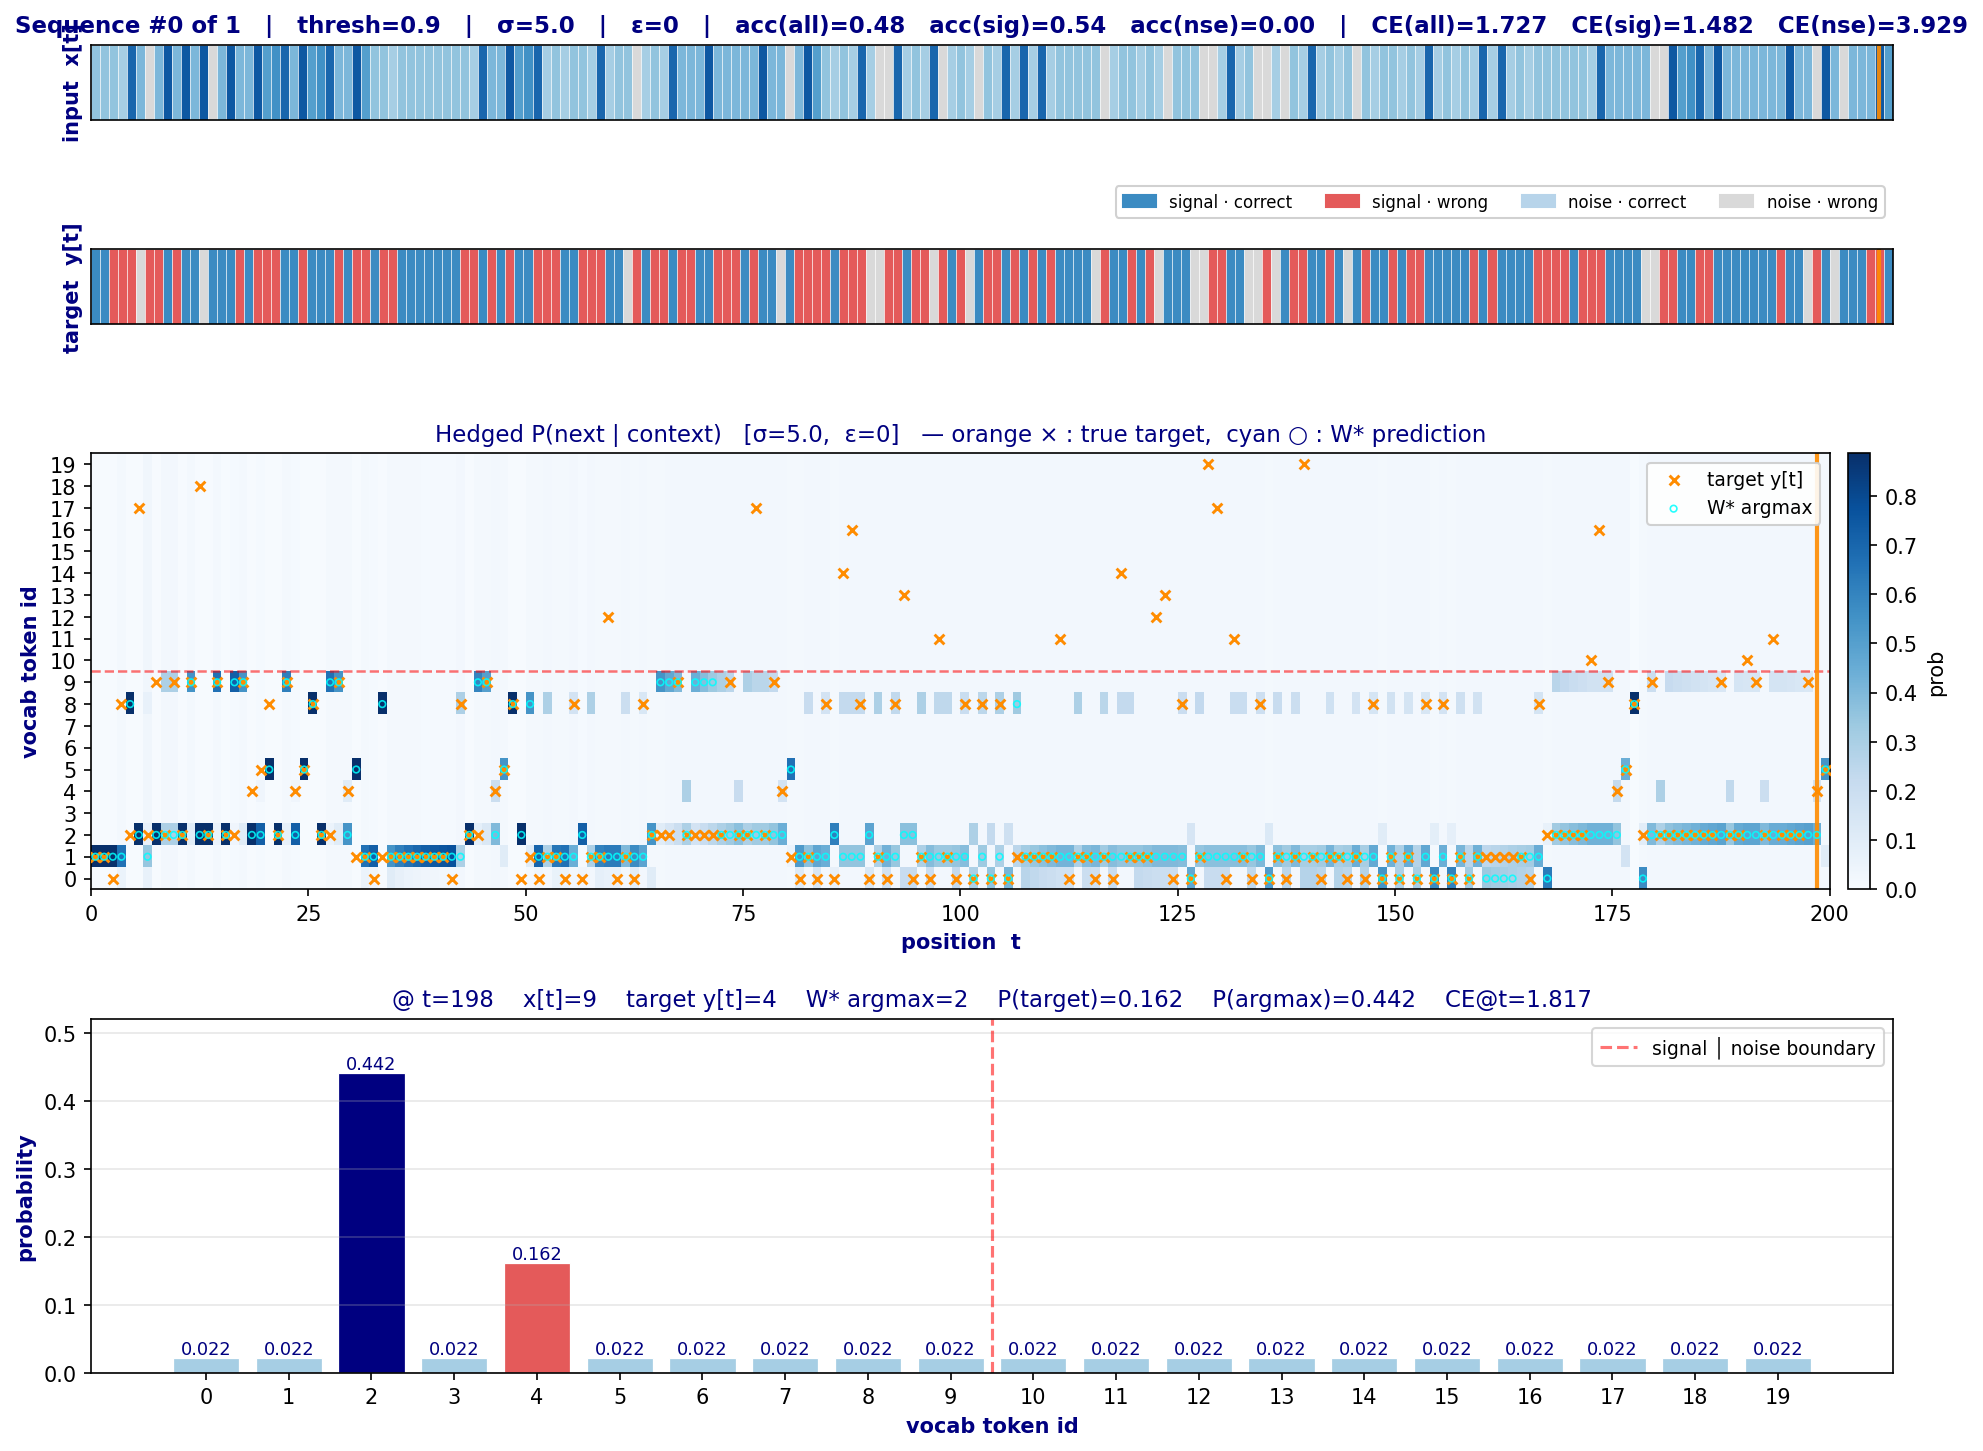 Sequence #0 of 1 | thresh=0.9 | σ=5.0 | ε=0 | acc(all)=0.48 acc(sig)=0.54 acc(nse)=0.00 | CE(all)=1.727 CE(sig)=1.482 CE(nse)=3.929
input x[t]
signal · correct signal · wrong noise · correct noise · wrong
target y[t]
Hedged P(next | context) [σ=5.0, ε=0] — orange × : true target, cyan ○ : W* prediction
target y[t]
W* argmax
vocab token id
19
18
17
16
15
14
13
12
11
10
9
8
7
6
5
4
3
2
1
0
0 25 50 75 100 125 150 175 200
position t
0.8
0.7
0.6
0.5
0.4
0.3
0.2
0.1
0.0
prob
@ t=198 x[t]=9 target y[t]=4 W* argmax=2 P(target)=0.162 P(argmax)=0.442 CE@t=1.817
signal | noise boundary
probability
0.5
0.4
0.3
0.2
0.1
0.0
0.442
0.162
0.022 0.022 0.022 0.022 0.022 0.022 0.022 0.022 0.022 0.022 0.022 0.022 0.022 0.022 0.022 0.022 0.022 0.022
0 1 2 3 4 5 6 7 8 9 10 11 12 13 14 15 16 17 18 19
vocab token id